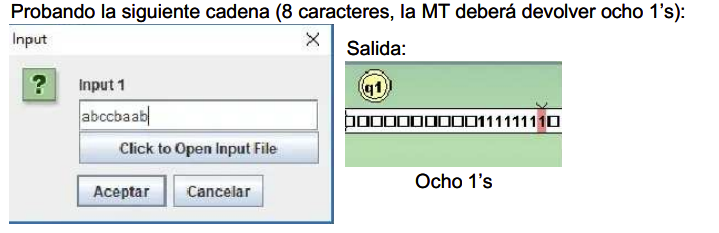 Probando la siguiente cadena (8 caracteres, la MT deberá devolver ocho 1's):
Input
Input 1
abccbaab
Click to Open Input File
Aceptar
Cancelar
Salida:
q1
□□□□□□□□□□11111111□
Ocho 1's